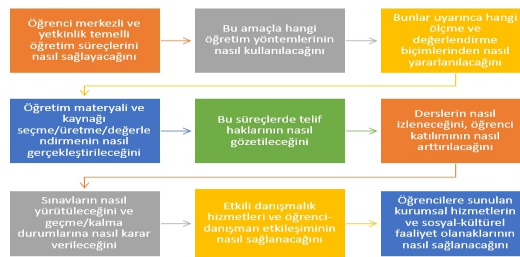 Öğrenci merkezli ve
yetkinlik temelli
öğretim süreçlerini
nasıl sağlayacağını
Bu amaçla hangi
öğretim yöntemlerinin
nasıl kullanılacağını
Bunlar uyarınca hangi
ölçme ve
değerlendirme
biçimlerinden nasıl
yararlanılacağını
Öğretim materyali ve
kaynağı
seçme/üretme/değerle
ndirmenin nasıl
gerçekleştirileceğini
Bu süreçlerde telif
haklarının nasıl
gözetileceğini
Derslerin nasıl
izleneceğini, öğrenci
katılımının nasıl
arttırılacağını
Sınavların nasıl
yürütüleceğini ve
geçme/kalma
durumlarına nasıl karar
verileceğini
Etkili danışmalık
hizmetleri ve öğrenci-
danışman etkileşiminin
nasıl sağlanacağını
Öğrencilere sunulan
kurumsal hizmetlerin
ve sosyal-kültürel
faaliyet olanaklarının
nasıl sağlanacağını